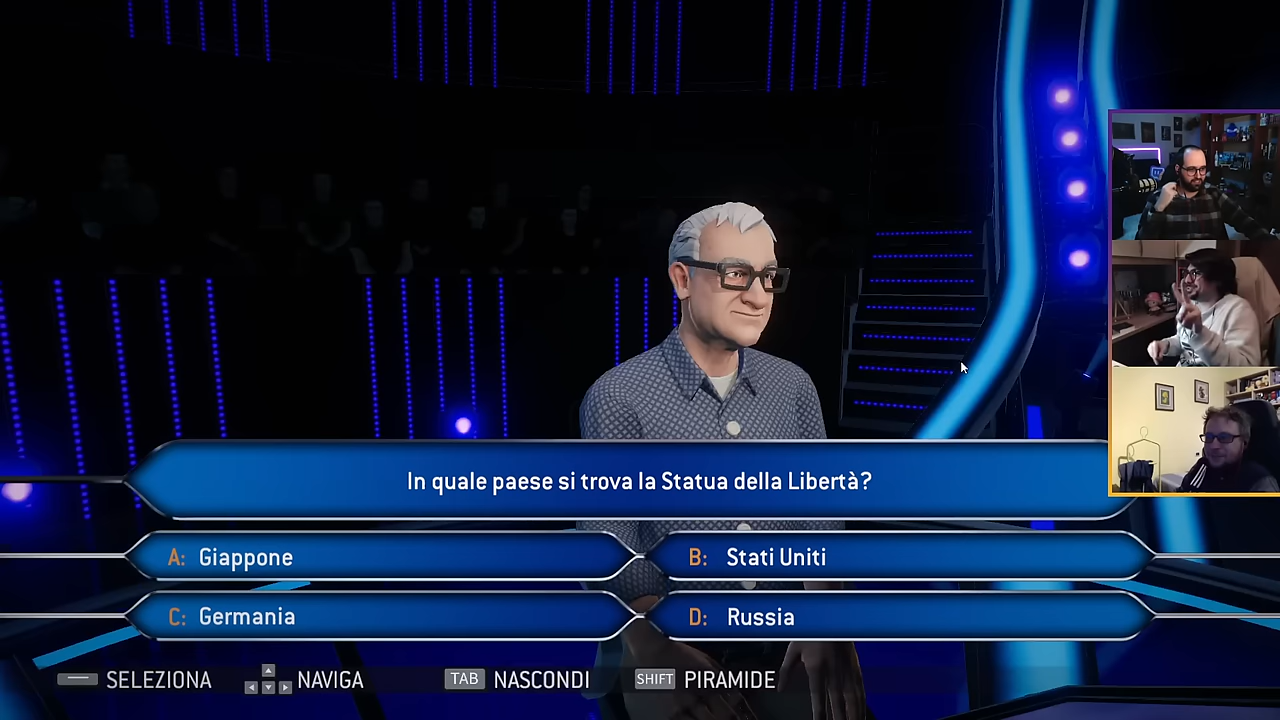 In quale paese si trova la Statua della Libertà?
A: Giappone
B: Stati Uniti
C: Germania
D: Russia
SELEZIONA NAVIGA TAB NASCONDI SHIFT PIRAMIDE